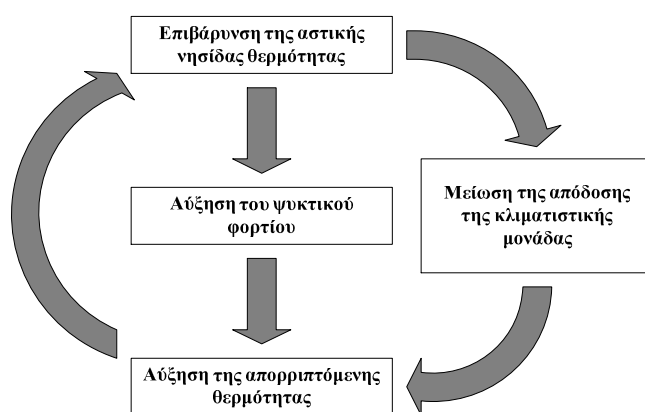 Επιβάρυνση της αστικής
νησίδας θερμότητας
Αύξηση του ψυκτικού
φορτίου
Μείωση της απόδοσης
της κλιματιστικής
μονάδας
Αύξηση της απορριπτόμενης
θερμότητας